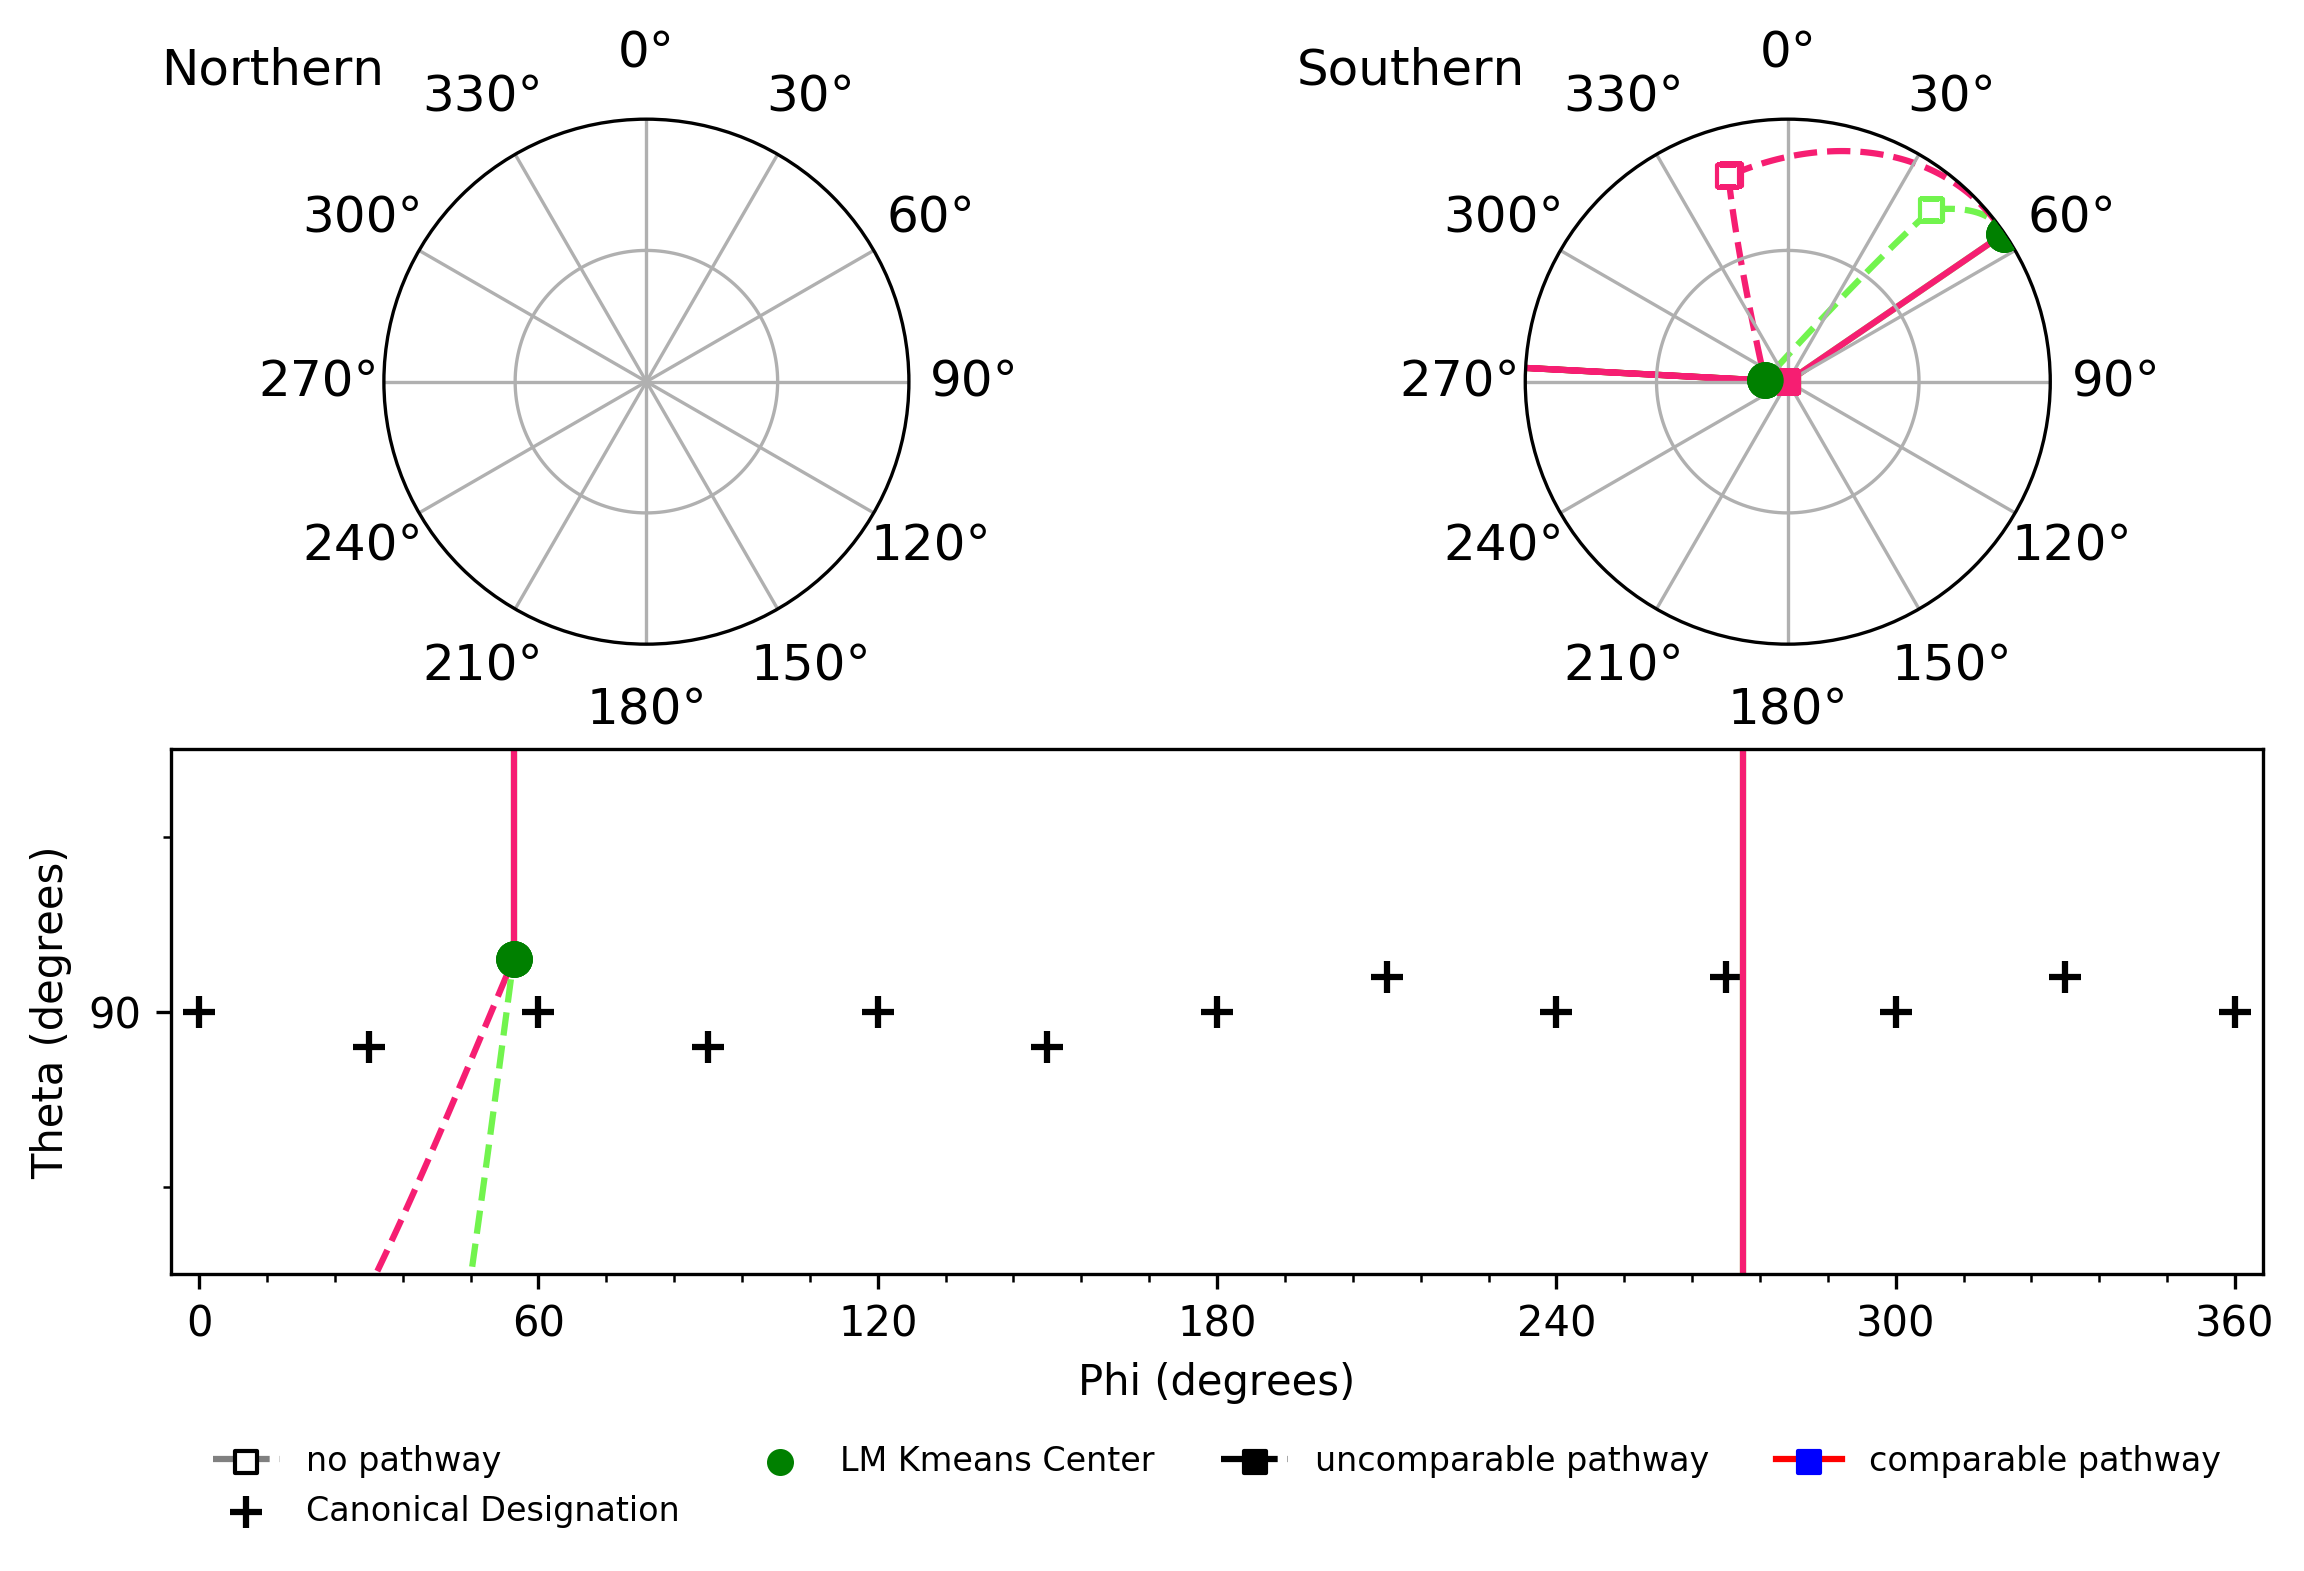 Northern
0°
330° 30°
300° 60°
270° 90°
240° 120°
210° 150°
180°
Southern
0°
330° 30°
300° 60°
270° 90°
240° 120°
210° 150°
180°
Theta (degrees)
90
0 60 120 180 240 300 360
Phi (degrees)
no pathway
Canonical Designation
LM Kmeans Center
uncomparable pathway
comparable pathway